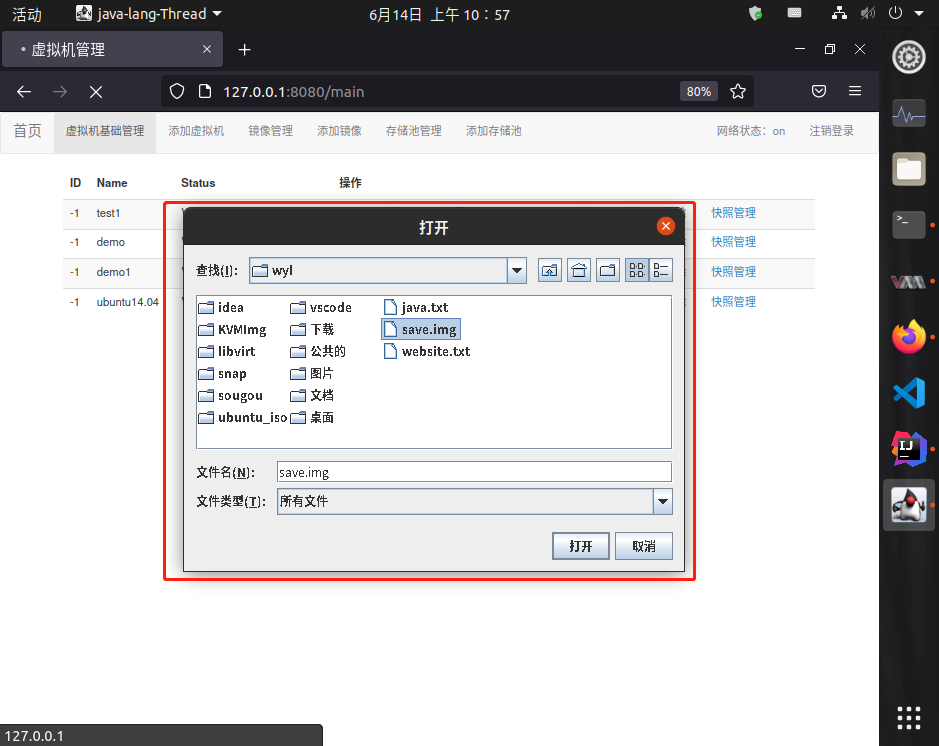 活动 java-lang-Thread 6月14日 上午 10：57
虚拟机管理
127.0.0.1:8080/main 80%
首页 虚拟机基础管理 添加虚拟机 镜像管理 添加镜像 存储池管理 添加存储池 网络状态：on 注销登录
ID Name Status 操作
-1 test1 快照管理
-1 demo 快照管理
-1 demo1 快照管理
-1 ubuntu14.04 快照管理
打开
查找(I): wyl
idea vscode java.txt
KVMImg 下载 save.img
libvirt 公共的 website.txt
snap 图片
sougou 文档
ubuntu_iso 桌面
文件名(N): save.img
文件类型(T): 所有文件
打开 取消
127.0.0.1